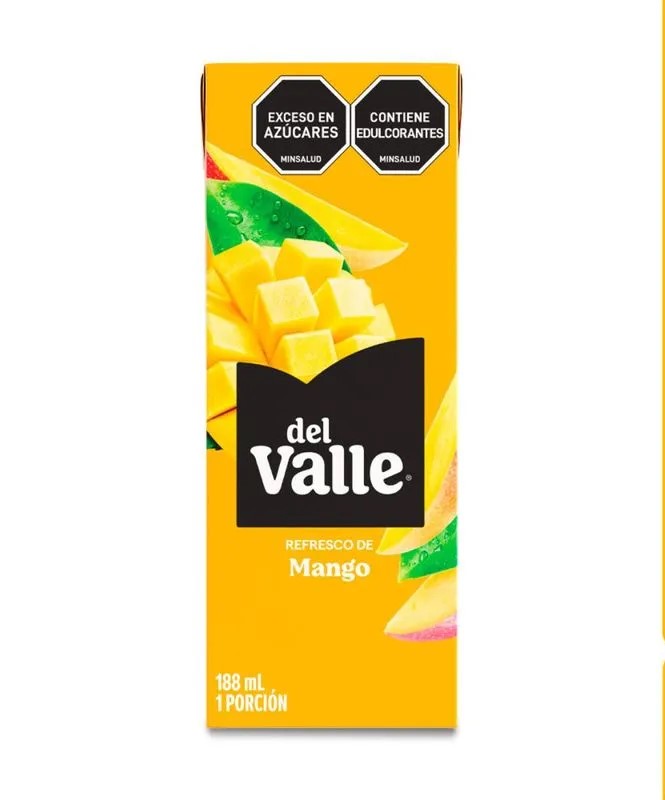 EXCESO EN
AZÚCARES
MINSALUD
CONTIENE
EDULCORANTES
MINSALUD
del
Valle®
REFRESCO DE
Mango
188 mL
1 PORCIÓN